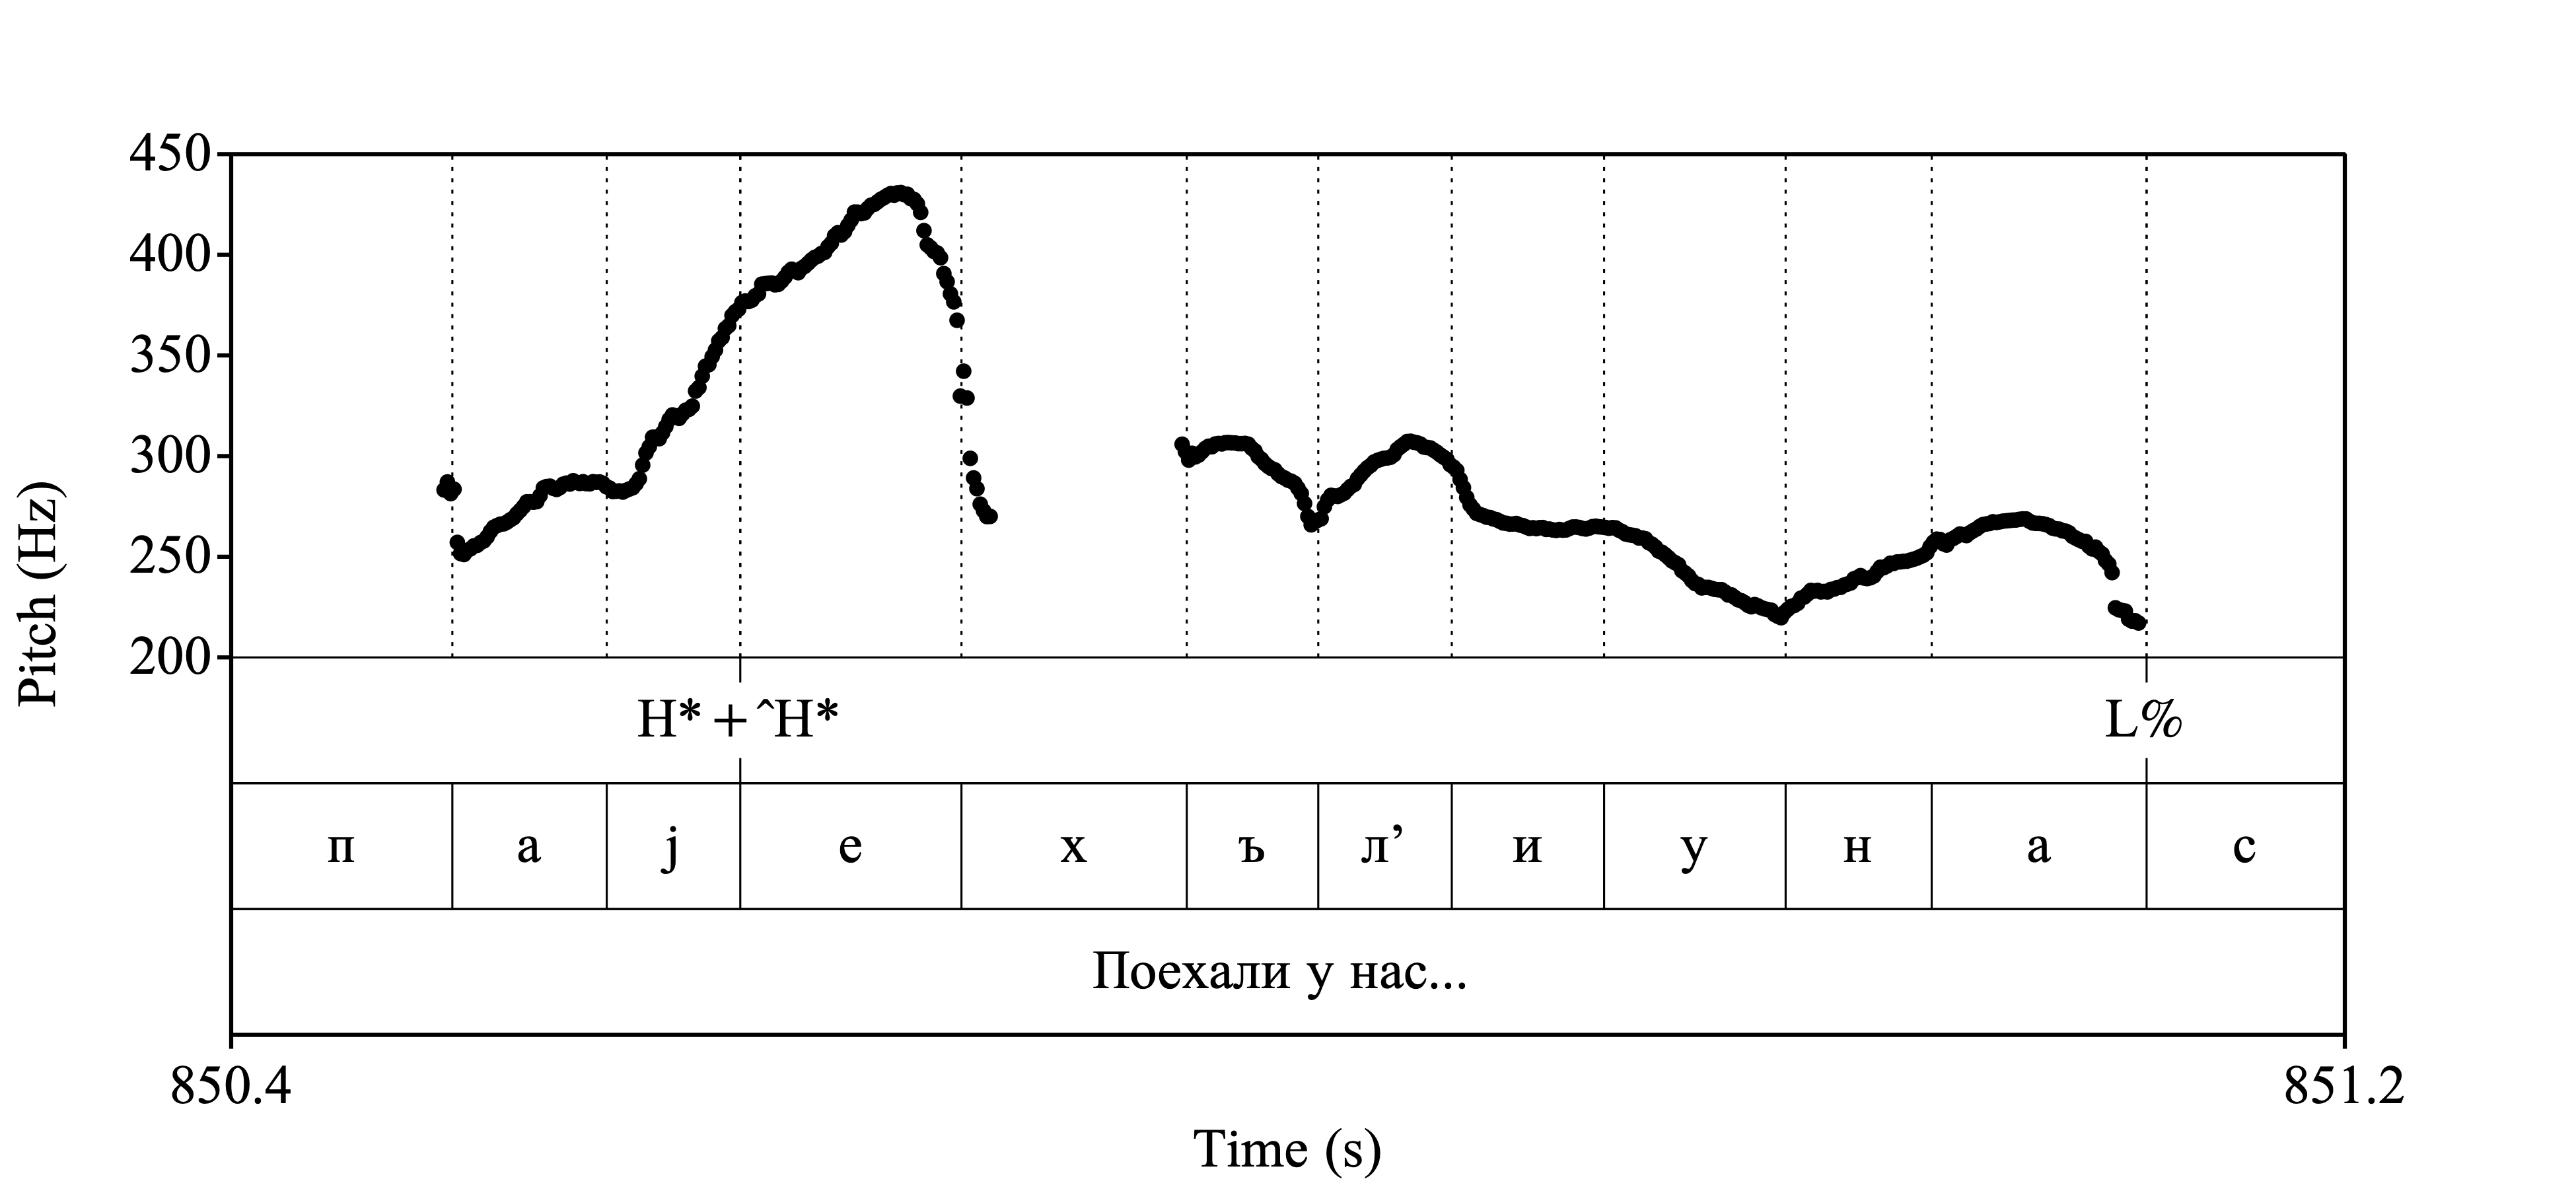 450
400
350
300
250
200
Pitch (Hz)
H* + ˆH* L%
п а j е х ъ л’ и у н а с
Поехали у нас...
850.4 851.2
Time (s)